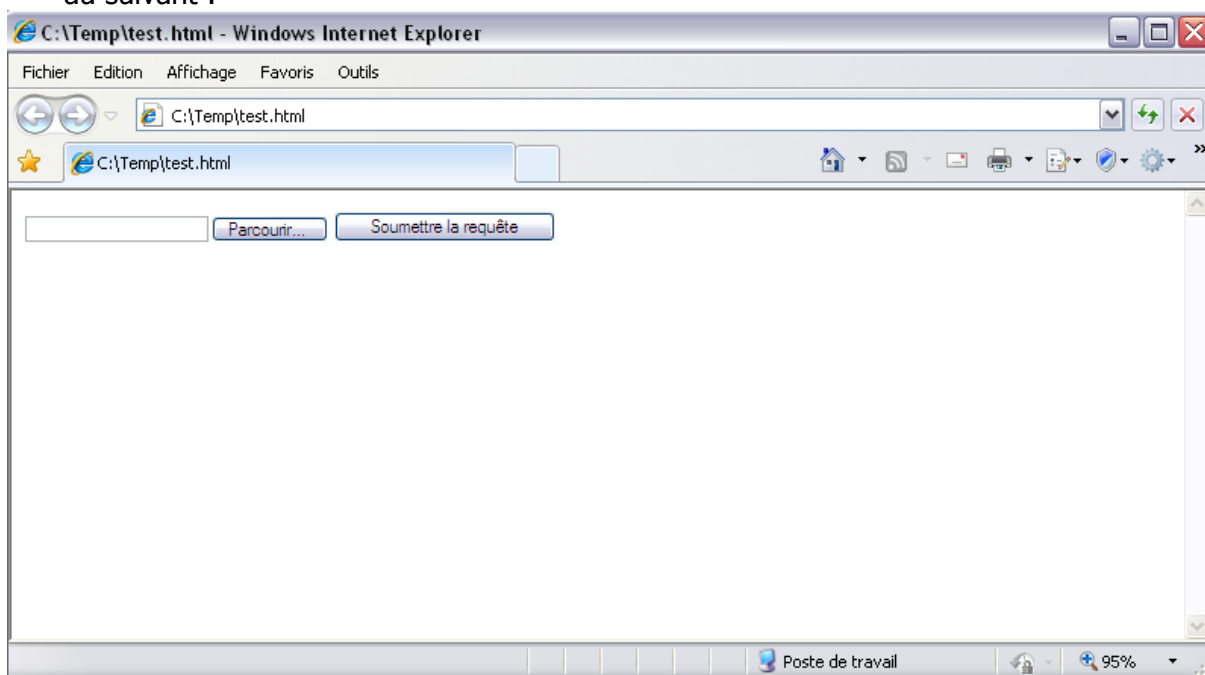 au suivant :
C:\Temp\test.html - Windows Internet Explorer
Fichier Edition Affichage Favoris Outils
C:\Temp\test.html
C:\Temp\test.html
Parcourir... Soumettre la requête
Poste de travail 95%